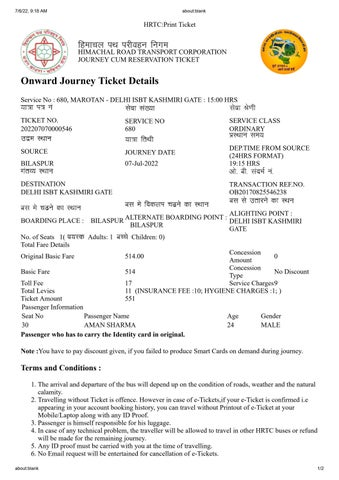 7/6/22, 9:18 AM about:blank
HRTC:Print Ticket
हिमाचल पथ परीवहन निगम
HIMACHAL ROAD TRANSPORT CORPORATION
JOURNEY CUM RESERVATION TICKET
Onward Journey Ticket Details
Service No : 680, MAROTAN - DELHI ISBT KASHMIRI GATE : 15:00 HRS
यात्रा पत्र नं सेवा संख्या सेवा श्रेणी
TICKET NO. SERVICE NO SERVICE CLASS
202207070000546 680 ORDINARY
उद्गम स्थान यात्रा तिथी प्रस्थान समय
SOURCE JOURNEY DATE DEP.TIME FROM SOURCE (24HRS FORMAT)
BILASPUR 07-Jul-2022 19:15 HRS
गंतव्य स्थान ओ. बी. संदर्भ नं.
DESTINATION TRANSACTION REF.NO.
DELHI ISBT KASHMIRI GATE OB20170825546238
बस मे चढ़ने का स्थान बस मे विकल्प चढ़ने का स्थान बस से उत्तारने का स्थन
BOARDING PLACE : BILASPUR ALTERNATE BOARDING POINT : BILASPUR ALIGHTING POINT : DELHI ISBT KASHMIRI GATE
No. of Seats 1( वयस्क Adults: 1 बच्चे Children: 0)
Total Fare Details
Original Basic Fare 514.00 Concession Amount 0
Basic Fare 514 Concession Type No Discount
Toll Fee 17 Service Charges9
Total Levies 11 (INSURANCE FEE :10; HYGIENE CHARGES :1; )
Ticket Amount 551
Passenger Information
Seat No Passenger Name Age Gender
30 AMAN SHARMA 24 MALE
Passenger who has to carry the Identity card in original.
Note :You have to pay discount given, if you failed to produce Smart Cards on demand during journey.
Terms and Conditions :
1. The arrival and departure of the bus will depend up on the condition of roads, weather and the natural
calamity.
2. Travelling without Ticket is offence. However in case of e-Tickets,if your e-Ticket is confirmed i.e
appearing in your account booking history, you can travel without Printout of e-Ticket at your
Mobile/Laptop along with any ID Proof.
3. Passenger is himself responsible for his luggage.
4. In case of any technical problem, the traveller will be allowed to travel in other HRTC buses or refund
will be made for the remaining journey.
5. Any ID proof must be carried with you at the time of travelling.
6. No Email request will be entertained for cancellation of e-Tickets.
about:blank 1/2